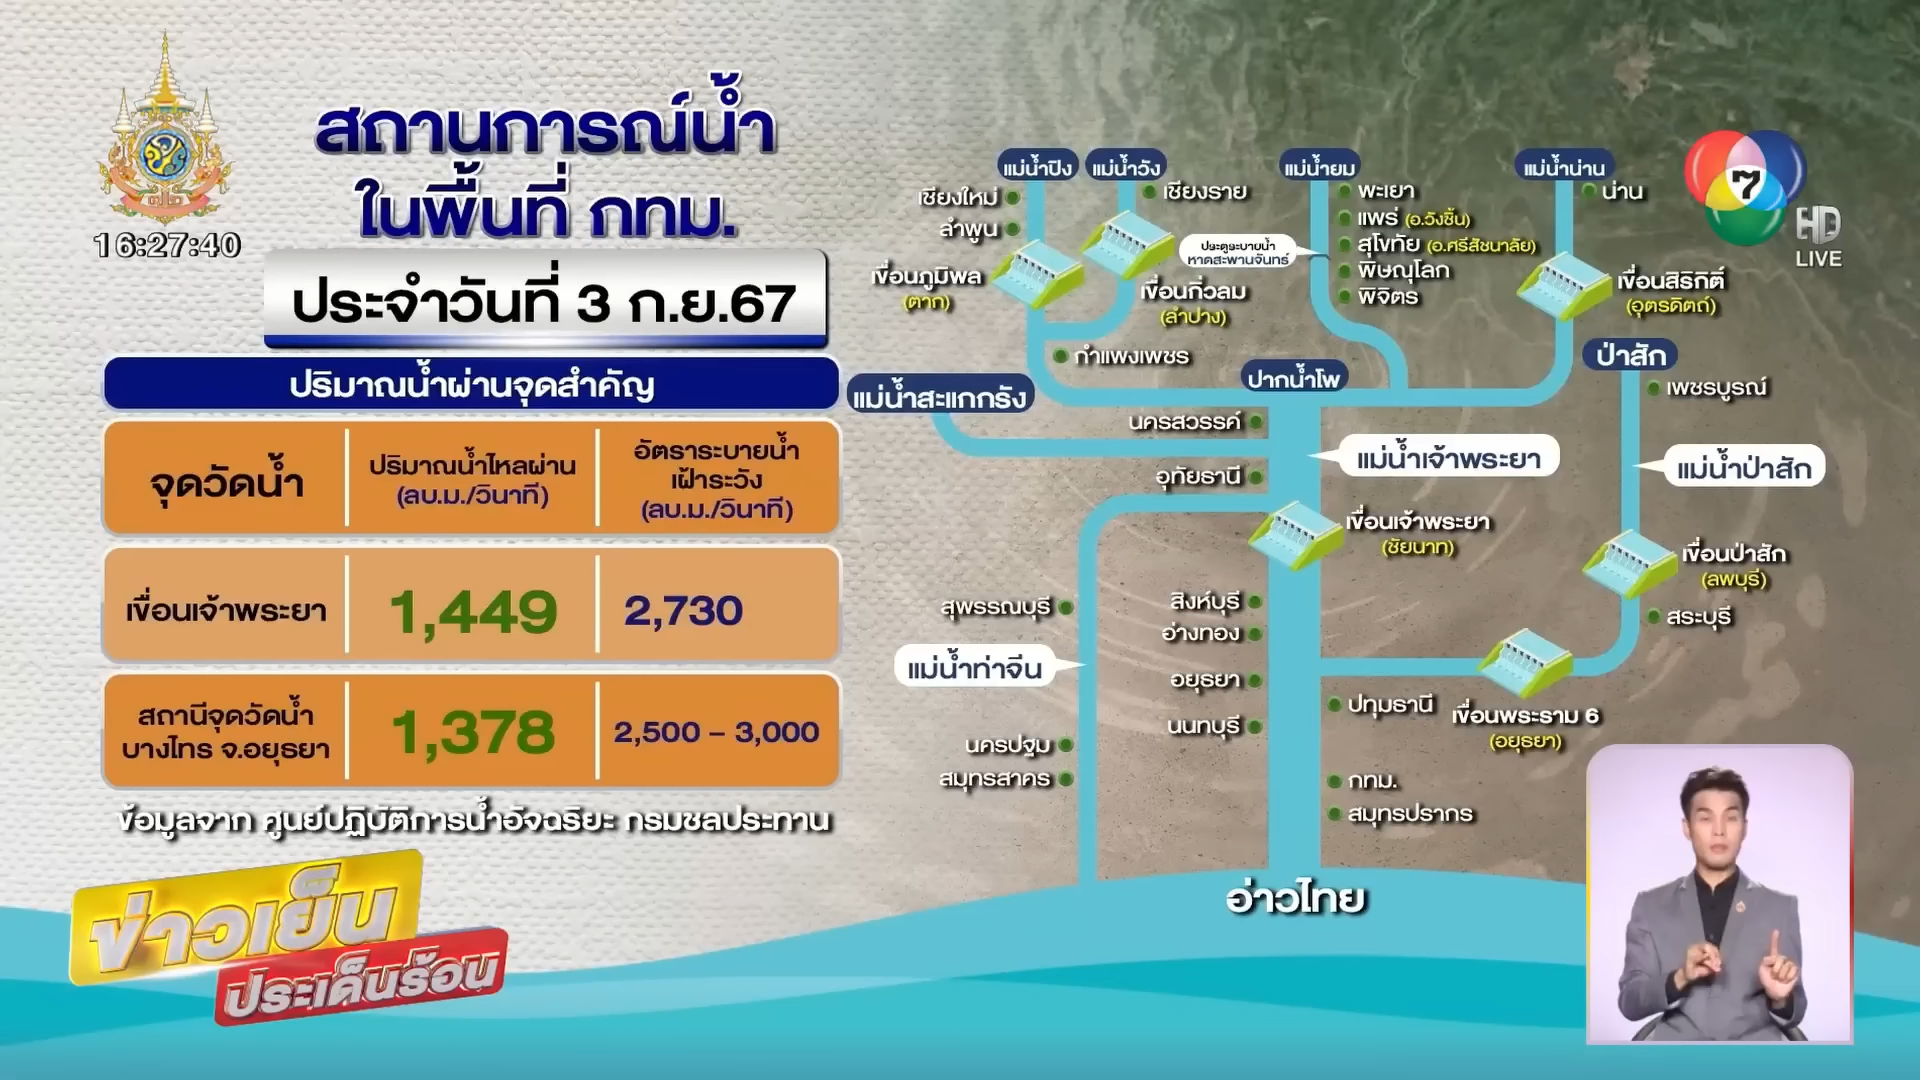 สถานการณ์น้ำ
ในพื้นที่ กทม.
16:27:40
ประจำวันที่ 3 ก.ย.67
ปริมาณน้ำผ่านจุดสำคัญ
จุดวัดน้ำ
ปริมาณน้ำไหลผ่าน
(ลบ.ม./วินาที)
อัตราระบายน้ำ
เฝ้าระวัง
(ลบ.ม./วินาที)
เขื่อนเจ้าพระยา
1,449
2,730
สถานีจุดวัดน้ำ
บางไทร จ.อยุธยา
1,378
2,500 – 3,000
ข้อมูลจาก ศูนย์ปฏิบัติการน้ำอัจฉริยะ กรมชลประทาน
ข่าวเย็น
ประเด็นร้อน
แม่น้ำปิง
แม่น้ำวัง
แม่น้ำยม
แม่น้ำน่าน
เชียงใหม่
ลำพูน
เชียงราย
พะเยา
แพร่ (อ.วังชิ้น)
สุโขทัย (อ.ศรีสัชนาลัย)
พิษณุโลก
พิจิตร
น่าน
ประตูระบายน้ำ
หาดสะพานจันทร์
เขื่อนภูมิพล
(ตาก)
เขื่อนกิ่วลม
(ลำปาง)
เขื่อนสิริกิติ์
(อุตรดิตถ์)
กำแพงเพชร
ปากน้ำโพ
ป่าสัก
เพชรบูรณ์
แม่น้ำสะแกกรัง
นครสวรรค์
แม่น้ำเจ้าพระยา
แม่น้ำป่าสัก
อุทัยธานี
เขื่อนเจ้าพระยา
(ชัยนาท)
เขื่อนป่าสัก
(ลพบุรี)
สุพรรณบุรี
สิงห์บุรี
อ่างทอง
สระบุรี
แม่น้ำท่าจีน
อยุธยา
นนทบุรี
ปทุมธานี
เขื่อนพระราม 6
(อยุธยา)
นครปฐม
สมุทรสาคร
กทม.
สมุทรปราการ
อ่าวไทย
7
HD
LIVE